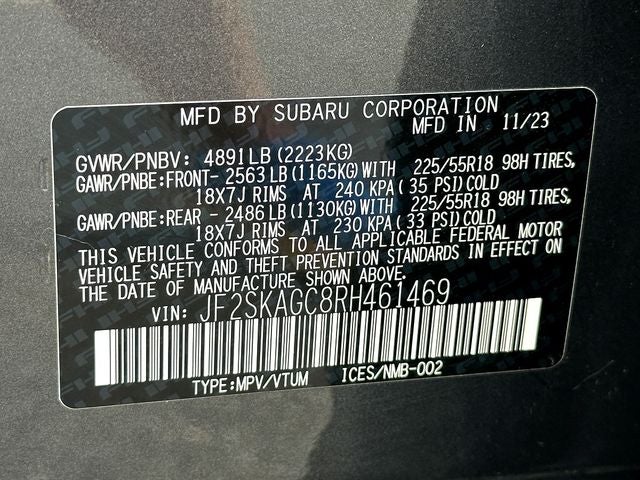 MFD BY SUBARU CORPORATION
MFD IN 11/23
GVWR/PNBV: 4891LB(2223KG)
GAWR/PNBE:FRONT- 2563LB(1165KG)WITH 225/55R18 98H TIRES,
18X7J RIMS AT 240 KPA(35 PSI)COLD
GAWR/PNBE:REAR - 2486LB(1130KG)WITH 225/55R18 98H TIRES,
18X7J RIMS AT 230 KPA(33 PSI)COLD
THIS VEHICLE CONFORMS TO ALL APPLICABLE FEDERAL MOTOR
VEHICLE SAFETY AND THEFT PREVENTION STANDARDS IN EFFECT ON
THE DATE OF MANUFACTURE SHOWN ABOVE.
VIN: JF2SKAGC8RH461469
TYPE:MPV/VTUM ICES/NMB-002